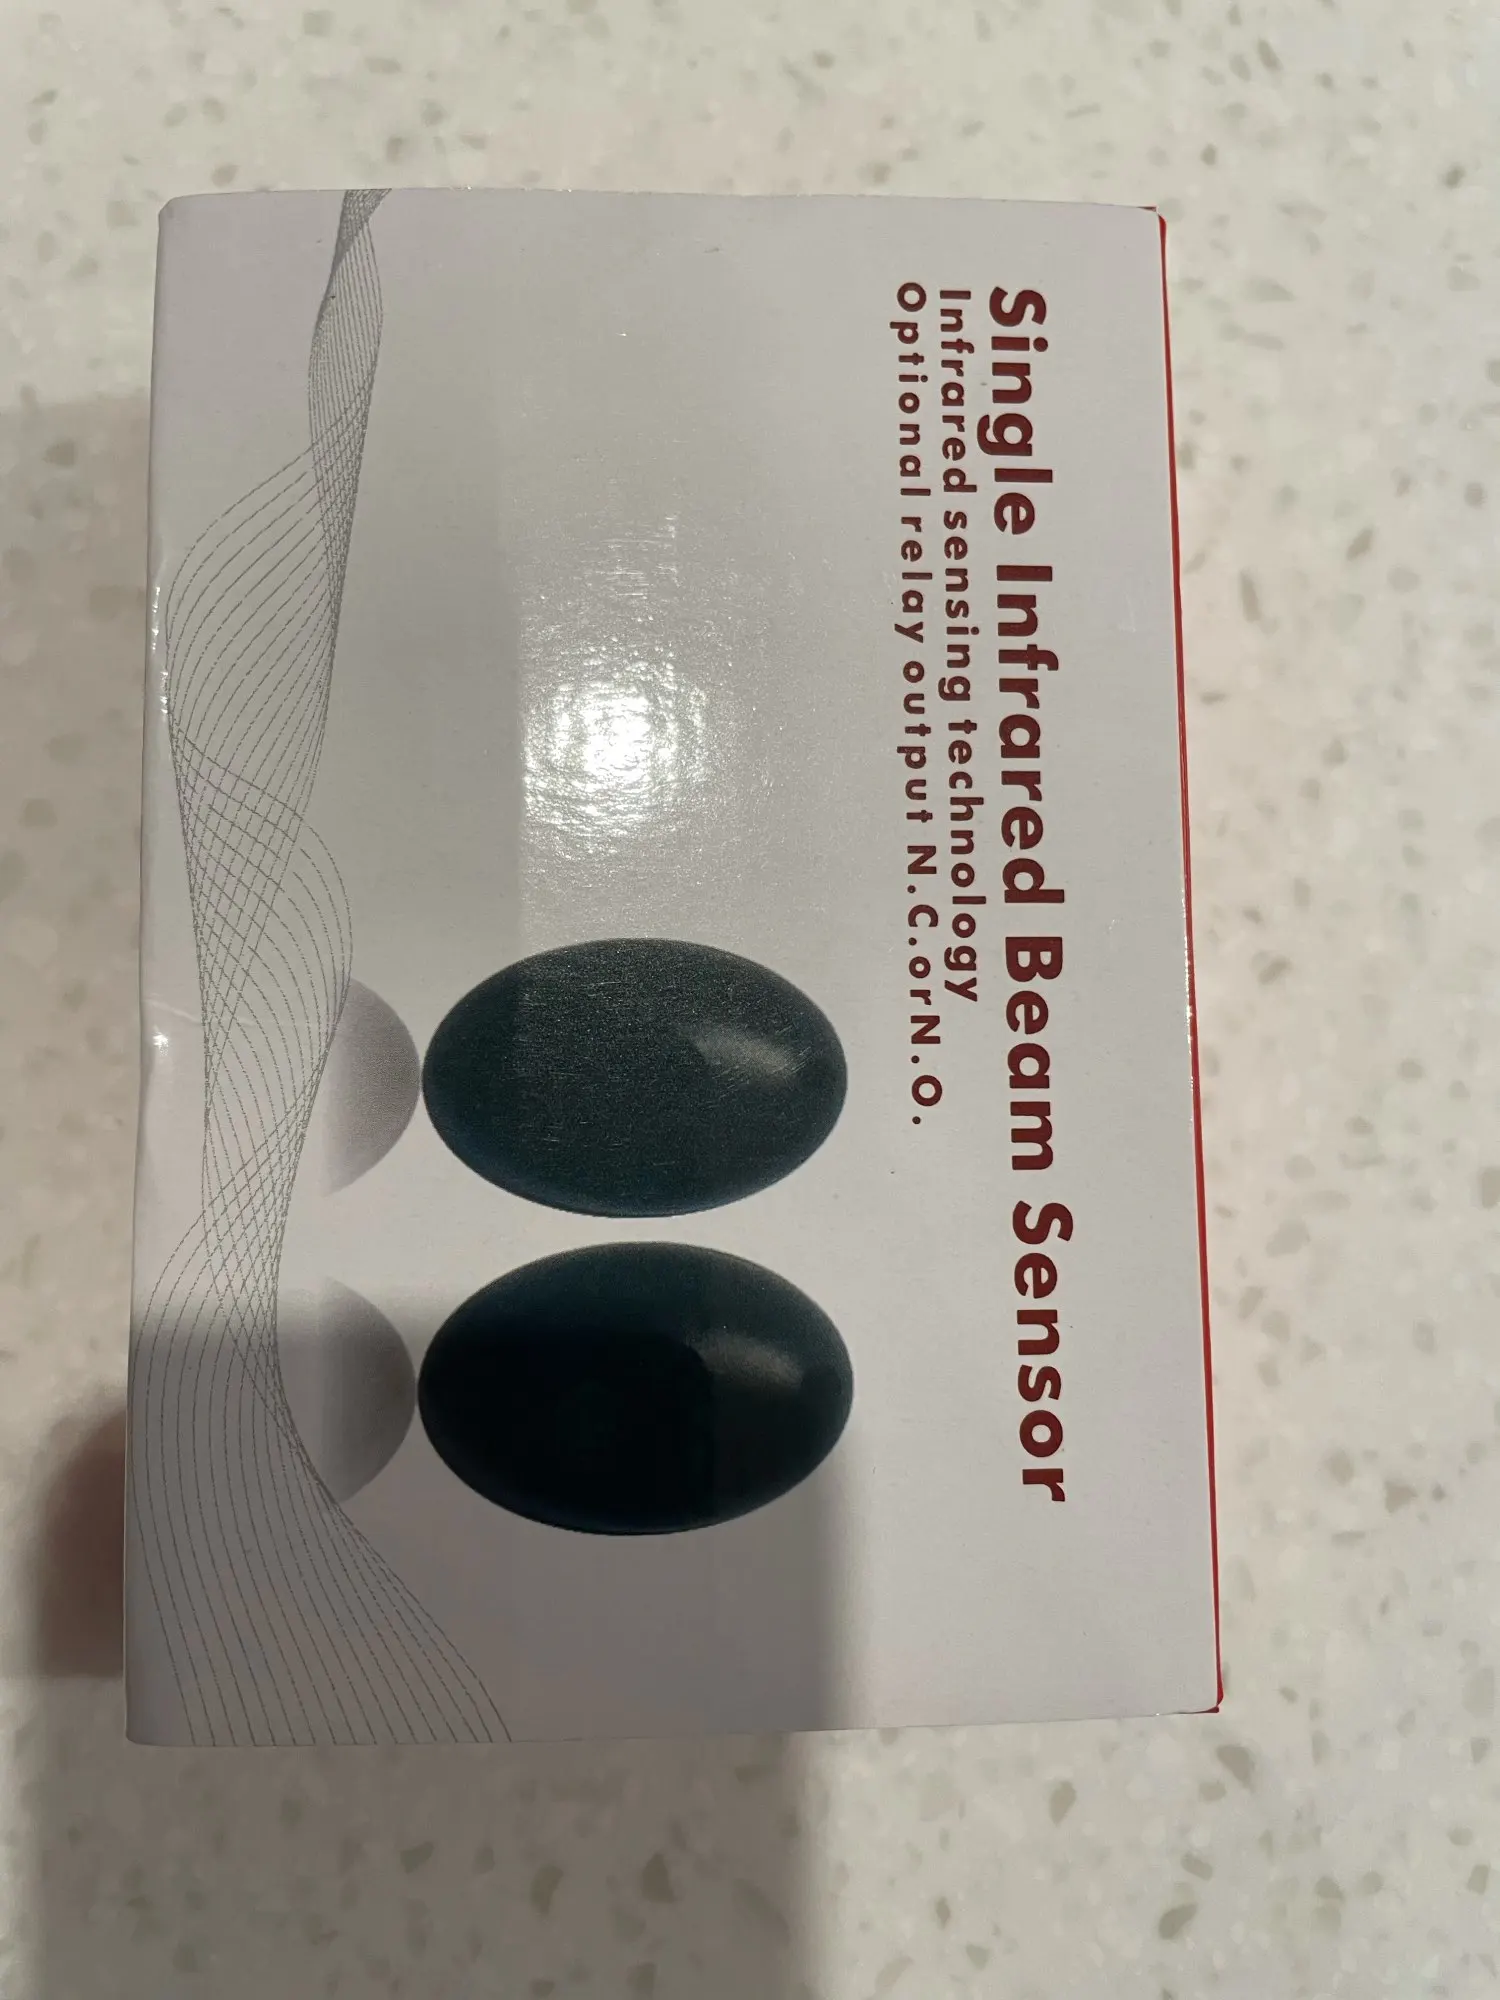 Single Infrared Beam Sensor
Infrared sensing technology
Optional relay output N.C.orN.O.